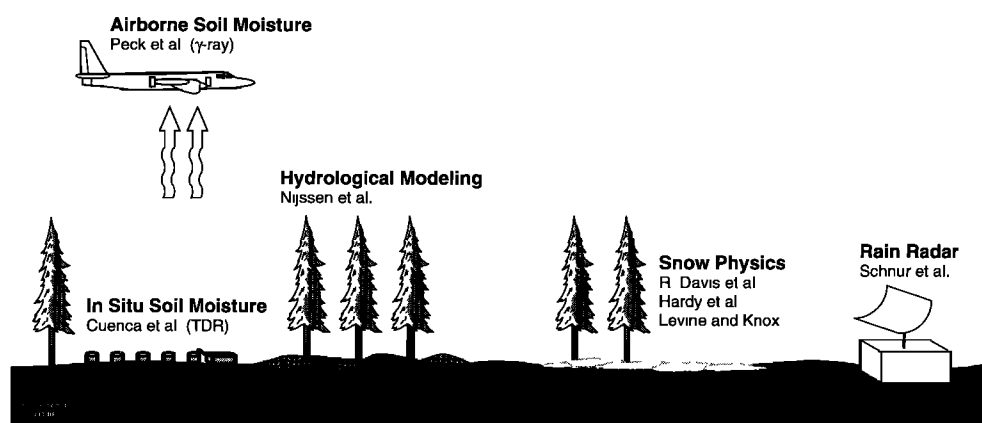 Airborne Soil Moisture
Peck et al (γ-ray)
Hydrological Modeling
Nijssen et al.
In Situ Soil Moisture
Cuenca et al (TDR)
Snow Physics
R Davis et al
Hardy et al
Levine and Knox
Rain Radar
Schnur et al.